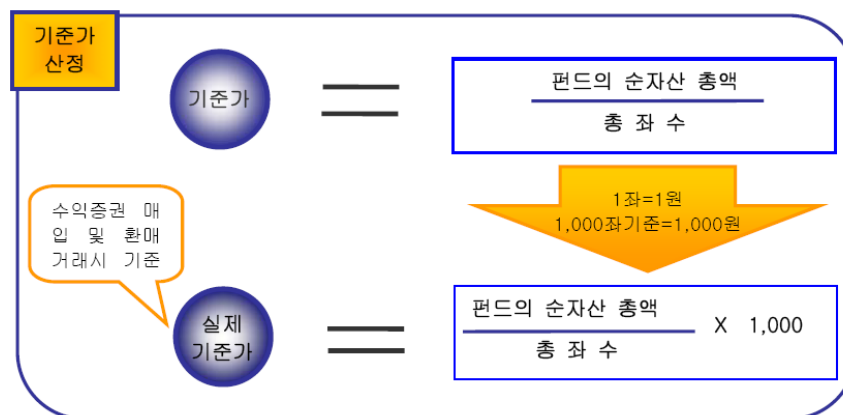 기준가
산정
기준가
펀드의 순자산 총액
총 좌 수
1좌=1원
1,000좌기준=1,000원
수익증권 매
입 및 환매
거래시 기준
실제
기준가
펀드의 순자산 총액
X 1,000
총 좌 수